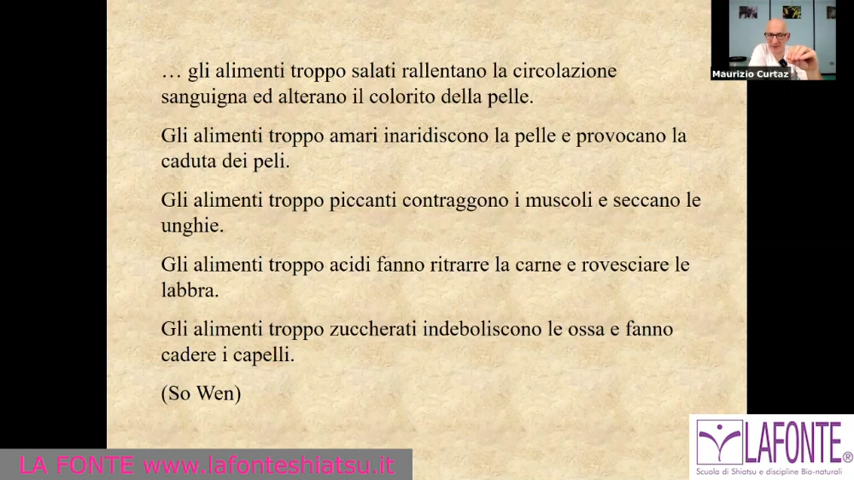 … gli alimenti troppo salati rallentano la circolazione
sanguigna ed alterano il colorito della pelle.
Gli alimenti troppo amari inaridiscono la pelle e provocano la
caduta dei peli.
Gli alimenti troppo piccanti contraggono i muscoli e seccano le
unghie.
Gli alimenti troppo acidi fanno ritrarre la carne e rovesciare le
labbra.
Gli alimenti troppo zuccherati indeboliscono le ossa e fanno
cadere i capelli.
(So Wen)
Maurizio Curtaz
LA FONTE www.lafonteshiatsu.it
LAFONTE®
Scuola di Shiatsu e discipline Bio-naturali